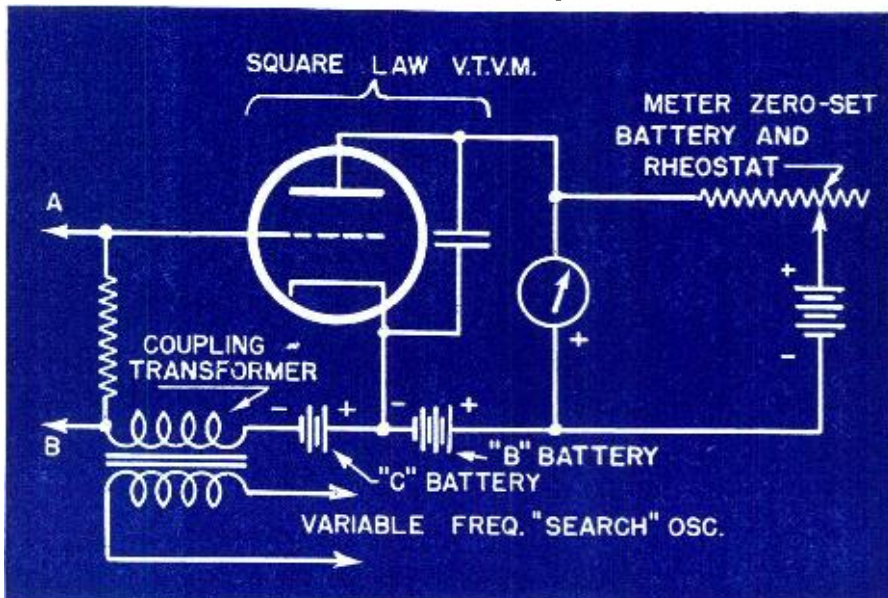 SQUARE LAW V.T.V.M.
METER ZERO-SET
BATTERY AND
RHEOSTAT
A
+
-
+
COUPLING
TRANSFORMER
- + - +
B
"B" BATTERY
"C" BATTERY
VARIABLE FREQ. "SEARCH" OSC.